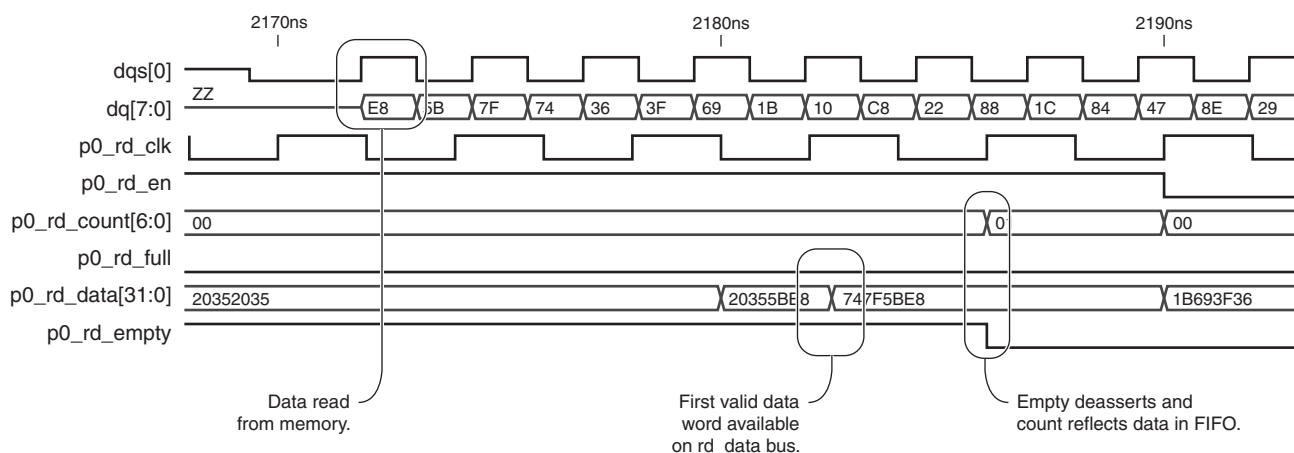 2170ns 2180ns 2190ns
dqs[0]
dq[7:0] ZZ E8 5B 7F 74 36 3F 69 1B 10 C8 22 88 1C 84 47 8E 29
p0_rd_clk
p0_rd_en
p0_rd_count[6:0] 00 0 00
p0_rd_full
p0_rd_data[31:0] 20352035 20355BE8 747F5BE8 1B693F36
p0_rd_empty
Data read
from memory.
First valid data
word available
on rd data bus.
Empty deasserts and
count reflects data in FIFO.